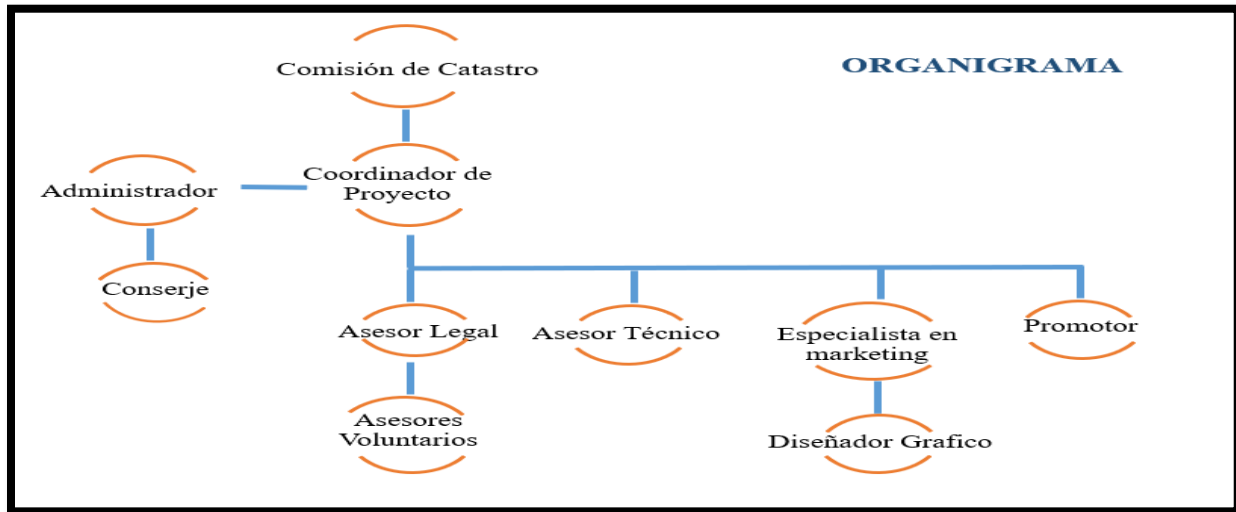 ORGANIGRAMA
Comisión de Catastro
Coordinador de
Proyecto
Administrador
Conserje
Asesor Legal
Asesor Técnico
Especialista en
marketing
Promotor
Asesores
Voluntarios
Diseñador Grafico